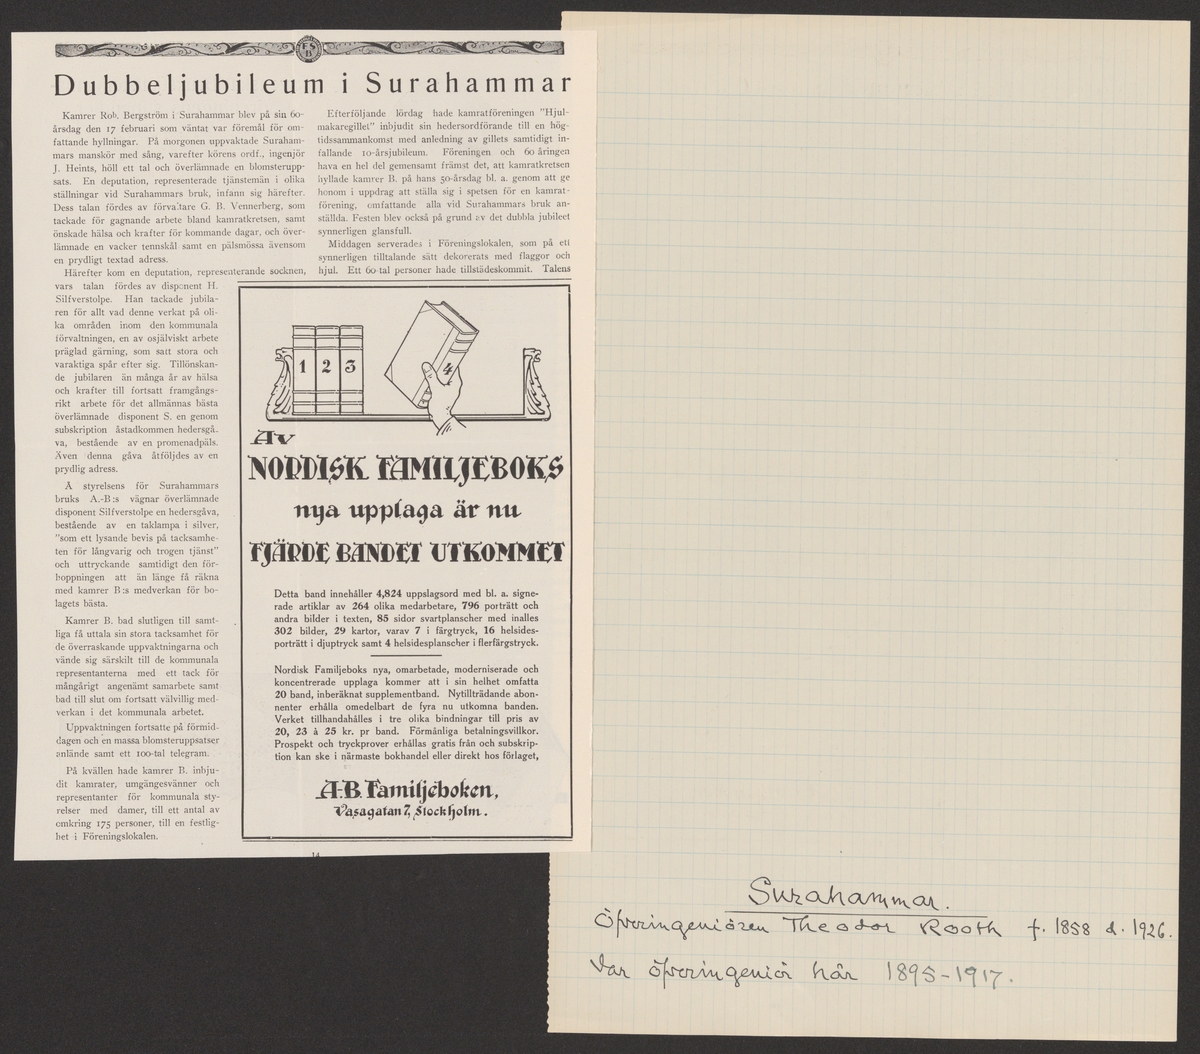 FSB
Dubbeljubileum i Surahammar
Kamrer Rob. Bergström i Surahammar blev på sin 60-
årsdag den 17 februari som väntat var föremål för om-
fattande hyllningar. På morgonen uppvaktade Suraham-
mars manskör med sång, varefter körens ordf., ingenjör
J. Heints, höll ett tal och överlämnade en blomsterupp-
sats. En deputation, representerade tjänstemän i olika
ställningar vid Surahammars bruk, infann sig härefter.
Dess talan fördes av förvaltare G. B. Vennerberg, som
tackade för gagnande arbete bland kamratkretsen, samt
önskade hälsa och krafter för kommande dagar, och över-
lämnade en vacker tennskål samt en pälsmössa ävensom
en prydligt textad adress.
Härefter kom en deputation, representerande socknen,
vars talan fördes av disponent H.
Silfverstolpe. Han tackade jubila-
ren för allt vad denne verkat på oli-
ka områden inom den kommunala
förvaltningen, en av osjälviskt arbete
präglad gärning, som satt stora och
varaktiga spår efter sig. Tillönskan-
de jubilaren än många år av hälsa
och krafter till fortsatt framgångs-
rikt arbete för det allmännas bästa
överlämnade disponent S. en genom
subskription åstadkommen hedersgå-
va, bestående av en promenadpäls.
Även denna gåva åtföljdes av en
prydlig adress.
Å styrelsens för Surahammars
bruks A.-B:s vägnar överlämnade
disponent Silfverstolpe en hedersgåva,
bestående av en taklampa i silver,
"som ett lysande bevis på tacksamhe-
ten för långvarig och trogen tjänst"
och uttryckande samtidigt den för-
hoppningen att än länge få räkna
med kamrer B:s medverkan för bo-
lagets bästa.
Kamrer B. bad slutligen till samt-
liga få uttala sin stora tacksamhet för
de överraskande uppvaktningarna och
vände sig särskilt till de kommunala
representanterna med ett tack för
mångårigt angenämt samarbete samt
bad till slut om fortsatt välvillig med-
verkan i det kommunala arbetet.
Uppvaktningen fortsatte på förmid-
dagen och en massa blomsteruppsatser
anlände samt ett 100-tal telegram.
På kvällen hade kamrer B. inbju-
dit kamrater, umgängesvänner och
representanter för kommunala sty-
relser med damer, till ett antal av
omkring 175 personer, till en festlig-
het i Föreningslokalen.
Efterföljande lördag hade kamratföreningen "Hjul-
makaregillet" inbjudit sin hedersordförande till en hög-
tidssammankomst med anledning av gillets samtidigt in-
fallande 10-årsjubileum. Föreningen och 60 åringen
hava en hel del gemensamt främst det, att kamratkretsen
hyllade kamrer B. på hans 50-årsdag bl. a. genom att ge
honom i uppdrag att ställa sig i spetsen för en kamrat-
förening, omfattande alla vid Surahammars bruk an-
ställda. Festen blev också på grund av det dubbla jubileet
synnerligen glansfull.
Middagen serverades i Föreningslokalen, som på ett
synnerligen tilltalande sätt dekorerats med flaggor och
hjul. Ett 60-tal personer hade tillstädeskommit. Talens
1 2 3 4
Av
NORDISK FAMILJEBOKS
nya upplaga är nu
FJÄRDE BANDET UTKOMMET
Detta band innehåller 4,824 uppslagsord med bl. a. signe-
rade artiklar av 264 olika medarbetare, 796 porträtt och
andra bilder i texten, 85 sidor svartplanscher med inalles
302 bilder, 29 kartor, varav 7 i färgtryck, 16 helsides-
porträtt i djuptryck samt 4 helsidesplanscher i flerfärgstryck.
Nordisk Familjeboks nya, omarbetade, moderniserade och
koncentrerade upplaga kommer att i sin helhet omfatta
20 band, inberäknat supplementband. Nytillträdande abon-
nenter erhålla omedelbart de fyra nu utkomna banden.
Verket tillhandahålles i tre olika bindningar till pris av
20, 23 à 25 kr. pr band. Förmånliga betalningsvillkor.
Prospekt och tryckprover erhållas gratis från och subskrip-
tion kan ske i närmaste bokhandel eller direkt hos förlaget,
A.-B. Familjeboken,
Vasagatan 7, Stockholm.
14
Surahammar.
Öfveringeniören Theodor Rooth f. 1858 d. 1926.
Var öfveringeniör här 1895-1917.